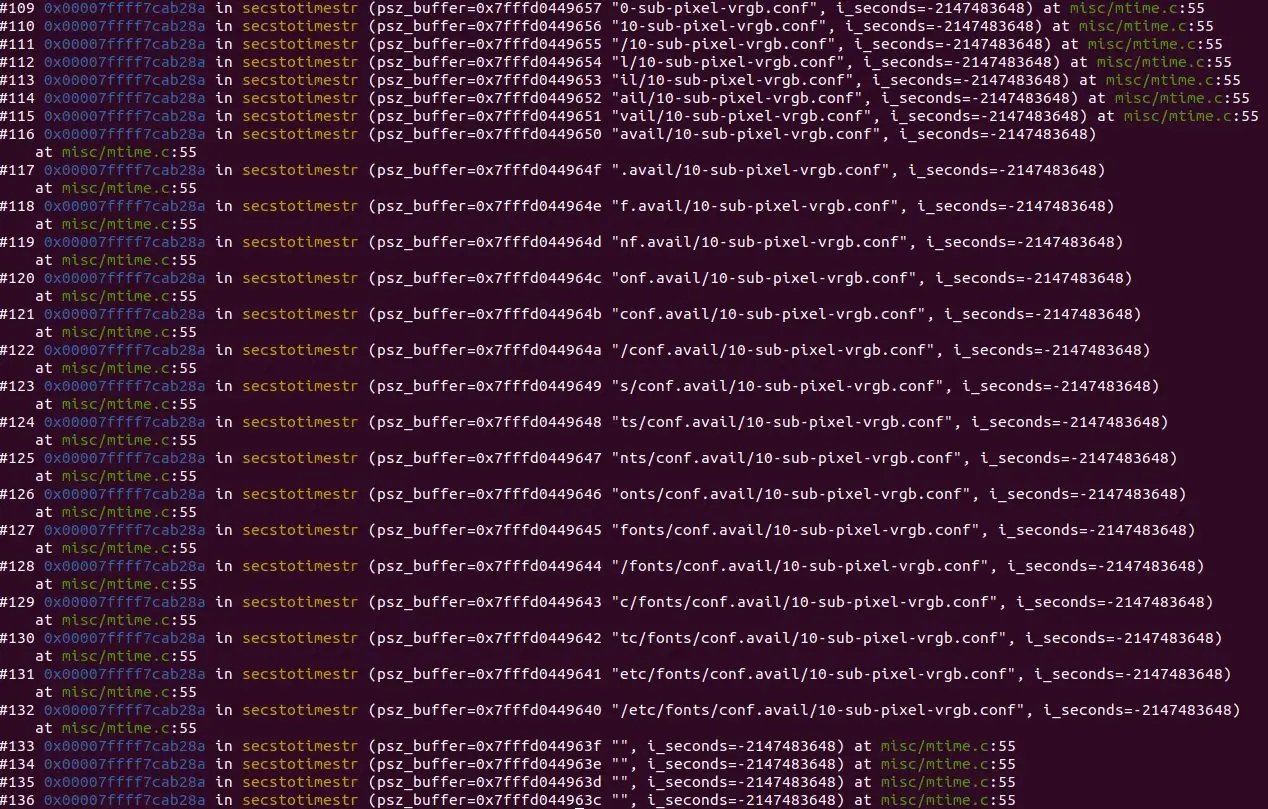 #109 0x00007ffff7cab28a in secstotimestr (psz_buffer=0x7fffd0449657 "0-sub-pixel-vrgb.conf", i_seconds=-2147483648) at misc/mtime.c:55
#110 0x00007ffff7cab28a in secstotimestr (psz_buffer=0x7fffd0449656 "10-sub-pixel-vrgb.conf", i_seconds=-2147483648) at misc/mtime.c:55
#111 0x00007ffff7cab28a in secstotimestr (psz_buffer=0x7fffd0449655 "/10-sub-pixel-vrgb.conf", i_seconds=-2147483648) at misc/mtime.c:55
#112 0x00007ffff7cab28a in secstotimestr (psz_buffer=0x7fffd0449654 "l/10-sub-pixel-vrgb.conf", i_seconds=-2147483648) at misc/mtime.c:55
#113 0x00007ffff7cab28a in secstotimestr (psz_buffer=0x7fffd0449653 "il/10-sub-pixel-vrgb.conf", i_seconds=-2147483648) at misc/mtime.c:55
#114 0x00007ffff7cab28a in secstotimestr (psz_buffer=0x7fffd0449652 "ail/10-sub-pixel-vrgb.conf", i_seconds=-2147483648) at misc/mtime.c:55
#115 0x00007ffff7cab28a in secstotimestr (psz_buffer=0x7fffd0449651 "vail/10-sub-pixel-vrgb.conf", i_seconds=-2147483648) at misc/mtime.c:55
#116 0x00007ffff7cab28a in secstotimestr (psz_buffer=0x7fffd0449650 "avail/10-sub-pixel-vrgb.conf", i_seconds=-2147483648)
at misc/mtime.c:55
#117 0x00007ffff7cab28a in secstotimestr (psz_buffer=0x7fffd044964f ".avail/10-sub-pixel-vrgb.conf", i_seconds=-2147483648)
at misc/mtime.c:55
#118 0x00007ffff7cab28a in secstotimestr (psz_buffer=0x7fffd044964e "f.avail/10-sub-pixel-vrgb.conf", i_seconds=-2147483648)
at misc/mtime.c:55
#119 0x00007ffff7cab28a in secstotimestr (psz_buffer=0x7fffd044964d "nf.avail/10-sub-pixel-vrgb.conf", i_seconds=-2147483648)
at misc/mtime.c:55
#120 0x00007ffff7cab28a in secstotimestr (psz_buffer=0x7fffd044964c "onf.avail/10-sub-pixel-vrgb.conf", i_seconds=-2147483648)
at misc/mtime.c:55
#121 0x00007ffff7cab28a in secstotimestr (psz_buffer=0x7fffd044964b "conf.avail/10-sub-pixel-vrgb.conf", i_seconds=-2147483648)
at misc/mtime.c:55
#122 0x00007ffff7cab28a in secstotimestr (psz_buffer=0x7fffd044964a "/conf.avail/10-sub-pixel-vrgb.conf", i_seconds=-2147483648)
at misc/mtime.c:55
#123 0x00007ffff7cab28a in secstotimestr (psz_buffer=0x7fffd0449649 "s/conf.avail/10-sub-pixel-vrgb.conf", i_seconds=-2147483648)
at misc/mtime.c:55
#124 0x00007ffff7cab28a in secstotimestr (psz_buffer=0x7fffd0449648 "ts/conf.avail/10-sub-pixel-vrgb.conf", i_seconds=-2147483648)
at misc/mtime.c:55
#125 0x00007ffff7cab28a in secstotimestr (psz_buffer=0x7fffd0449647 "nts/conf.avail/10-sub-pixel-vrgb.conf", i_seconds=-2147483648)
at misc/mtime.c:55
#126 0x00007ffff7cab28a in secstotimestr (psz_buffer=0x7fffd0449646 "onts/conf.avail/10-sub-pixel-vrgb.conf", i_seconds=-2147483648)
at misc/mtime.c:55
#127 0x00007ffff7cab28a in secstotimestr (psz_buffer=0x7fffd0449645 "fonts/conf.avail/10-sub-pixel-vrgb.conf", i_seconds=-2147483648)
at misc/mtime.c:55
#128 0x00007ffff7cab28a in secstotimestr (psz_buffer=0x7fffd0449644 "/fonts/conf.avail/10-sub-pixel-vrgb.conf", i_seconds=-2147483648)
at misc/mtime.c:55
#129 0x00007ffff7cab28a in secstotimestr (psz_buffer=0x7fffd0449643 "c/fonts/conf.avail/10-sub-pixel-vrgb.conf", i_seconds=-2147483648)
at misc/mtime.c:55
#130 0x00007ffff7cab28a in secstotimestr (psz_buffer=0x7fffd0449642 "tc/fonts/conf.avail/10-sub-pixel-vrgb.conf", i_seconds=-2147483648)
at misc/mtime.c:55
#131 0x00007ffff7cab28a in secstotimestr (psz_buffer=0x7fffd0449641 "etc/fonts/conf.avail/10-sub-pixel-vrgb.conf", i_seconds=-2147483648)
at misc/mtime.c:55
#132 0x00007ffff7cab28a in secstotimestr (psz_buffer=0x7fffd0449640 "/etc/fonts/conf.avail/10-sub-pixel-vrgb.conf", i_seconds=-2147483648)
at misc/mtime.c:55
#133 0x00007ffff7cab28a in secstotimestr (psz_buffer=0x7fffd044963f "", i_seconds=-2147483648) at misc/mtime.c:55
#134 0x00007ffff7cab28a in secstotimestr (psz_buffer=0x7fffd044963e "", i_seconds=-2147483648) at misc/mtime.c:55
#135 0x00007ffff7cab28a in secstotimestr (psz_buffer=0x7fffd044963d "", i_seconds=-2147483648) at misc/mtime.c:55
#136 0x00007ffff7cab28a in secstotimestr (psz_buffer=0x7fffd044963c "", i_seconds=-2147483648) at misc/mtime.c:55